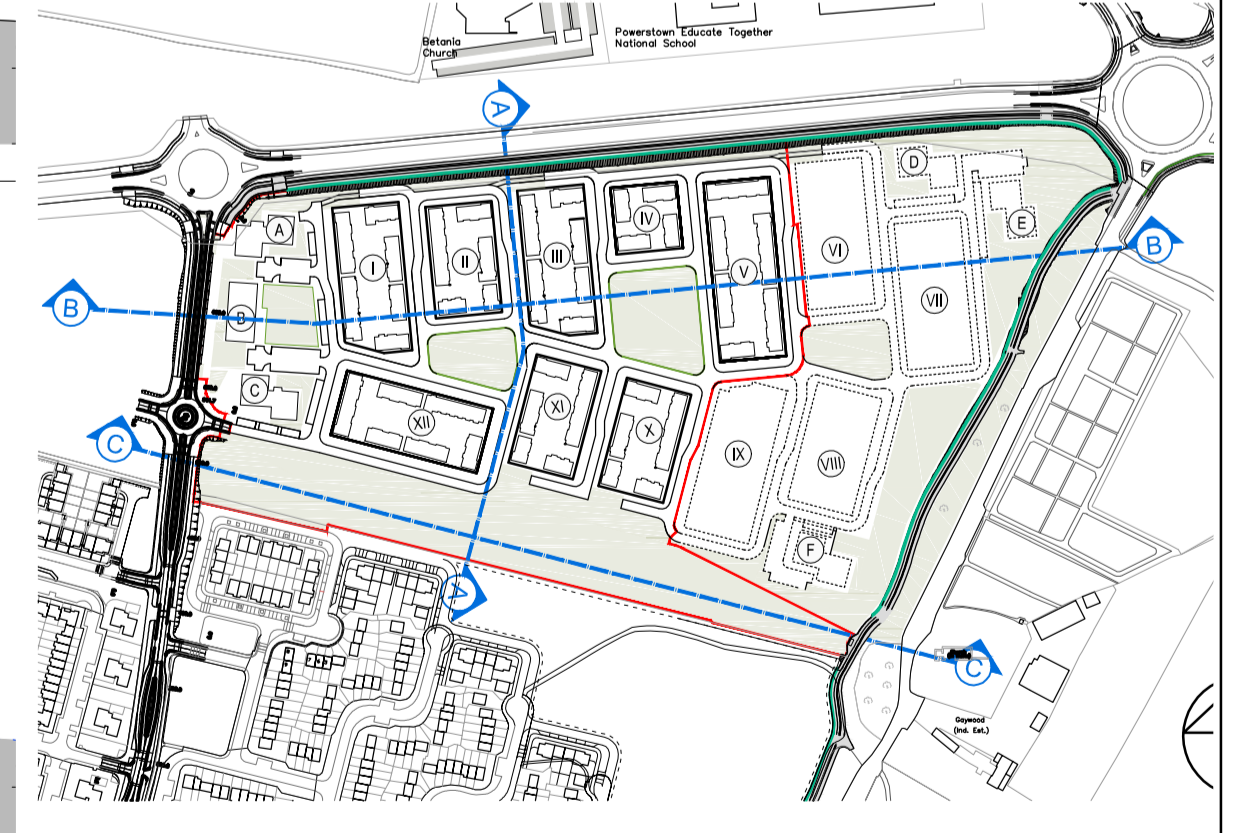 Betania
Church
Powerstown Educate Together
National School
A
D
IV
E
A
I
II
III
VI
V
B
VII
B
B
C
XI
X
XII
C
IX
VIII
F
A
C
Gaywood
(Ind. Est.)